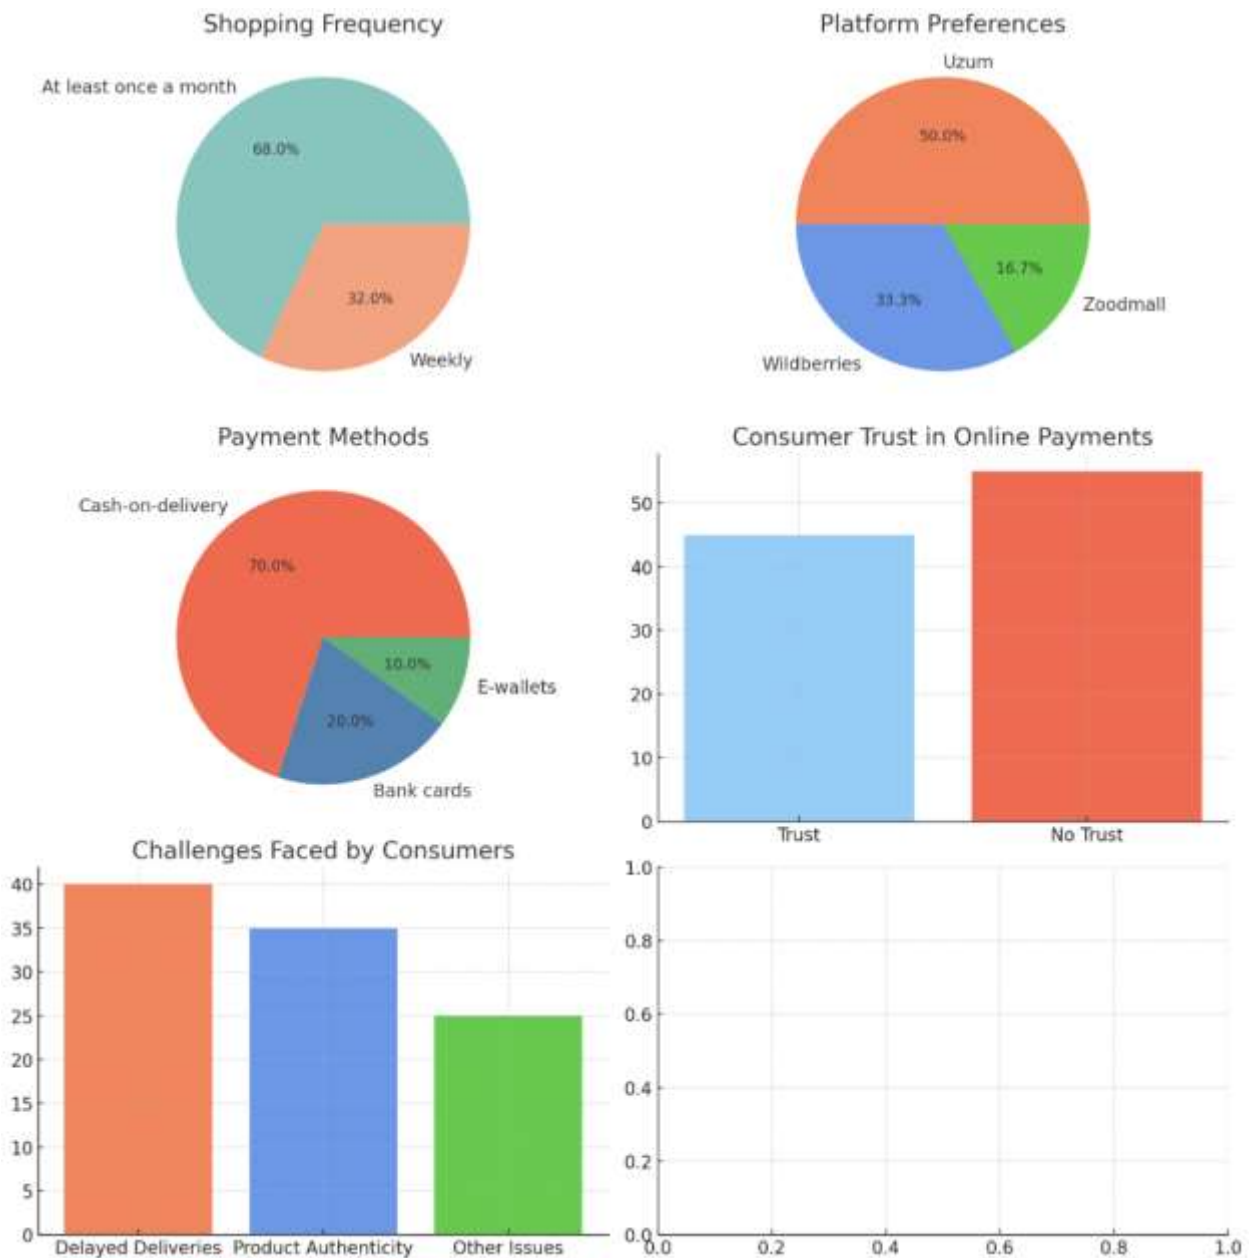 Shopping Frequency
At least once a month
68.0%
32.0%
Weekly
Platform Preferences
Uzum
50.0%
16.7%
33.3%
Zoodmall
Wildberries
Payment Methods
Cash-on-delivery
70.0%
10.0%
E-wallets
20.0%
Bank cards
Consumer Trust in Online Payments
50
40
30
20
10
0
Trust No Trust
Challenges Faced by Consumers
40
35
30
25
20
15
10
5
0
Delayed Deliveries Product Authenticity Other Issues
1.0
0.8
0.6
0.4
0.2
0.0
0.0 0.2 0.4 0.6 0.8 1.0